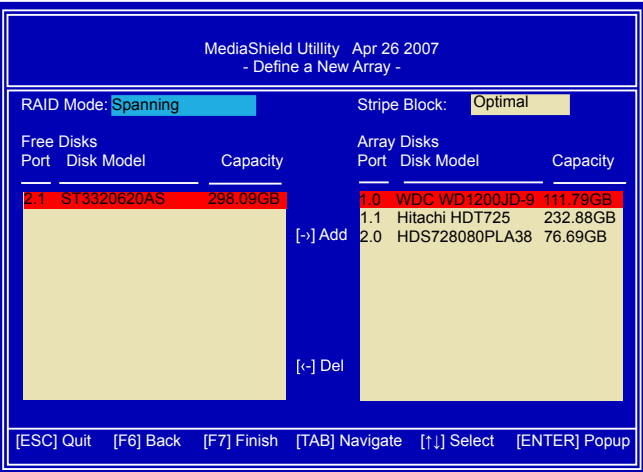 MediaShield Utillity Apr 26 2007
- Define a New Array -
RAID Mode: Spanning Stripe Block: Optimal
Free Disks Array Disks
Port Disk Model Capacity Port Disk Model Capacity
2.1 ST3320620AS 298.09GB 1.0 WDC WD1200JD-9 111.79GB
1.1 Hitachi HDT725 232.88GB
[-›] Add 2.0 HDS728080PLA38 76.69GB
[‹-] Del
[ESC] Quit [F6] Back [F7] Finish [TAB] Navigate [↑↓] Select [ENTER] Popup